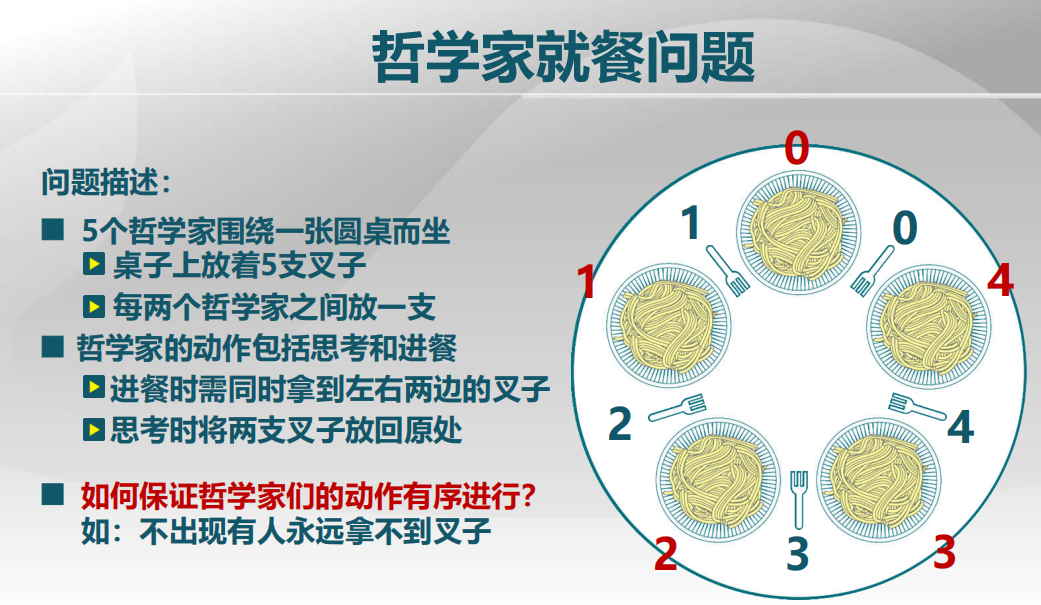 哲学家就餐问题
问题描述：
5个哲学家围绕一张圆桌而坐
桌子上放着5支叉子
每两个哲学家之间放一支
哲学家的动作包括思考和进餐
进餐时需同时拿到左右两边的叉子
思考时将两支叉子放回原处
如何保证哲学家们的动作有序进行？
如：不出现有人永远拿不到叉子
0
1
0
1
4
2
4
2
3
3